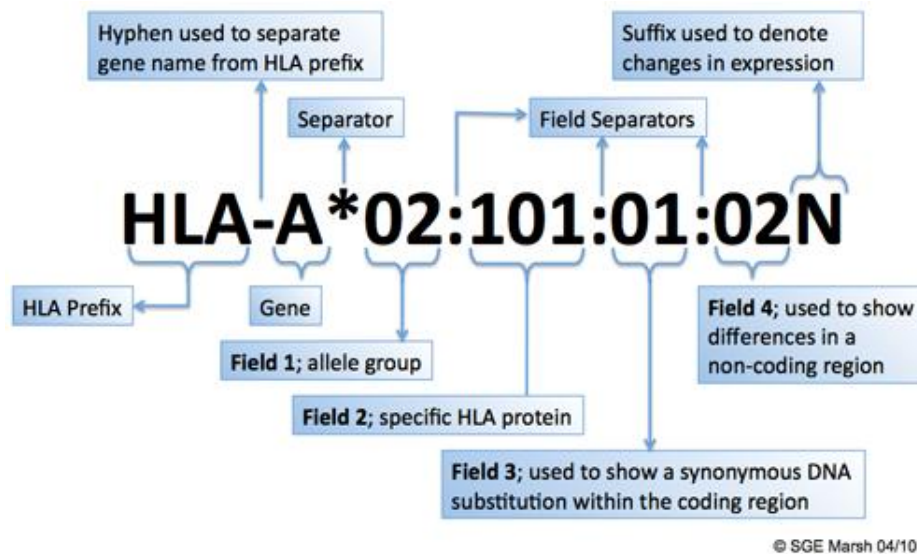 Hyphen used to separate
gene name from HLA prefix
Suffix used to denote
changes in expression
Separator
Field Separators
HLA-A*02:101:01:02N
HLA Prefix
Gene
Field 1; allele group
Field 2; specific HLA protein
Field 3; used to show a synonymous DNA
substitution within the coding region
Field 4; used to show
differences in a
non-coding region
© SGE Marsh 04/10